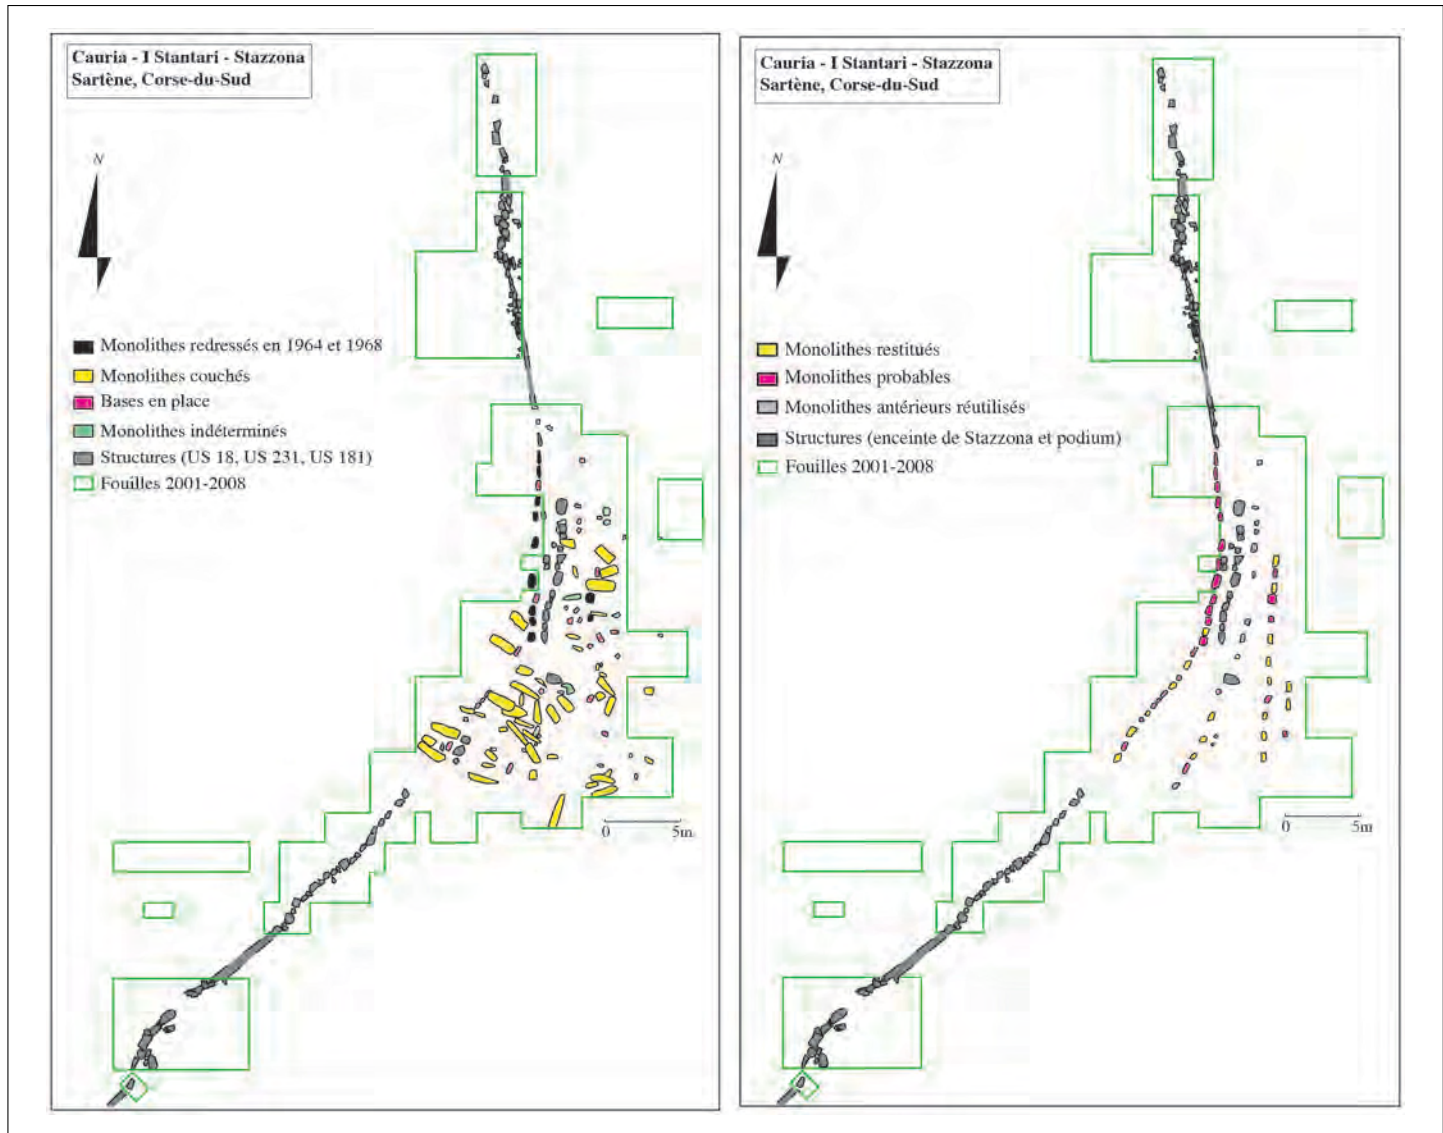 Cauria - I Stantari - Stazzona
Sartène, Corse-du-Sud
N
Monolithes redressés en 1964 et 1968
Monolithes couchés
Bases en place
Monolithes indéterminés
Structures (US 18, US 231, US 181)
Fouilles 2001-2008
0 5m
Cauria - I Stantari - Stazzona
Sartène, Corse-du-Sud
N
Monolithes restitués
Monolithes probables
Monolithes antérieurs réutilisés
Structures (enceinte de Stazzona et podium)
Fouilles 2001-2008
0 5m